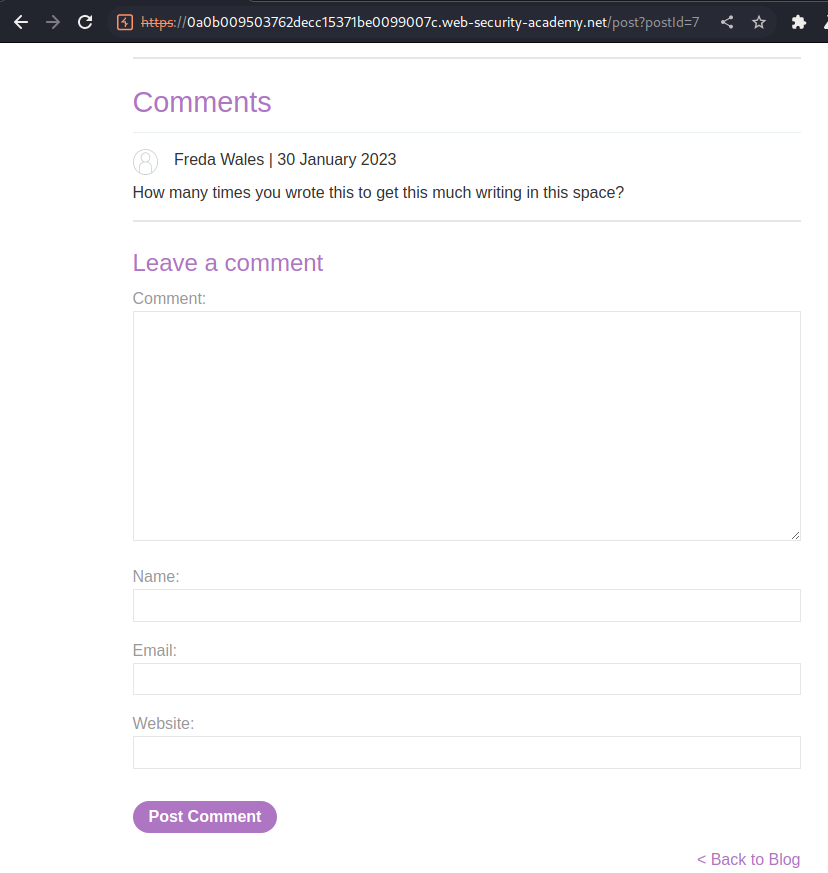 https://0a0b009503762decc15371be0099007c.web-security-academy.net/post?postId=7
Comments
Freda Wales | 30 January 2023
How many times you wrote this to get this much writing in this space?
Leave a comment
Comment:
Name:
Email:
Website:
Post Comment
< Back to Blog